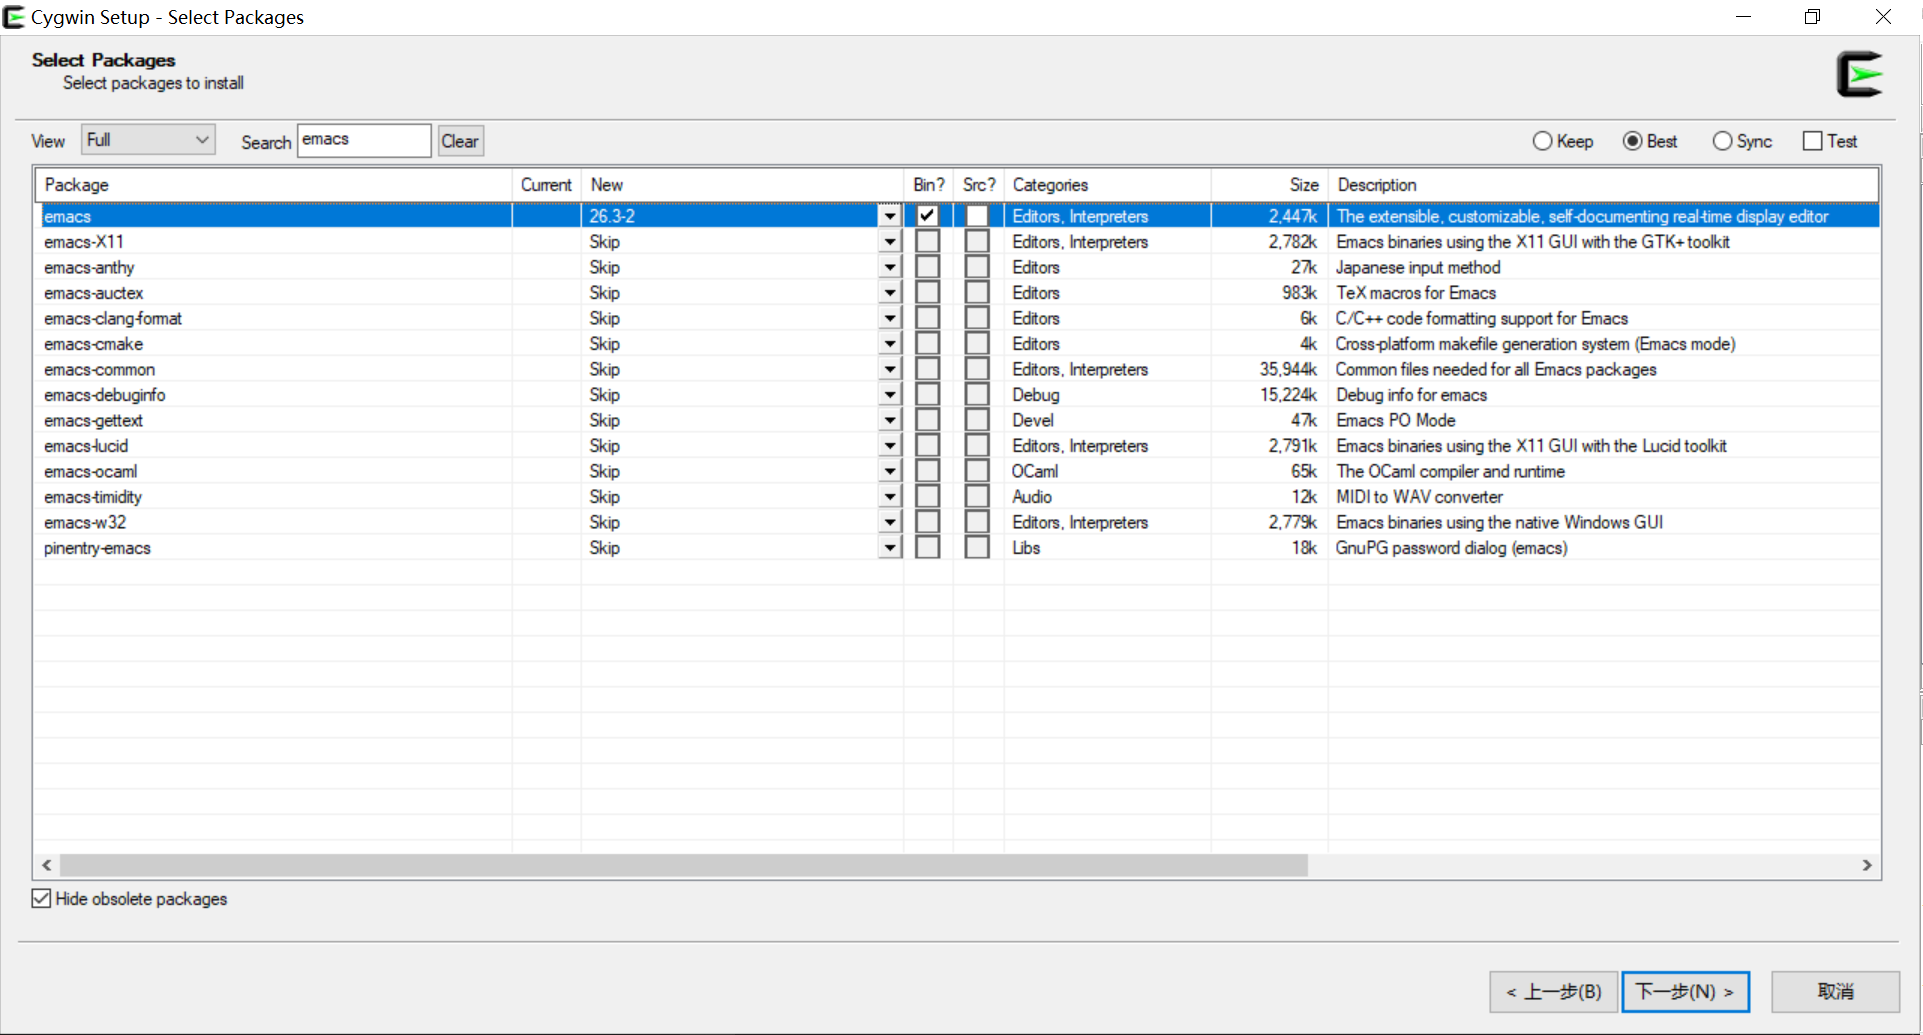 Cygwin Setup - Select Packages
Select Packages
Select packages to install
View Full Search emacs Clear Keep Best Sync Test
Package Current New Bin? Src? Categories Size Description
emacs 26.3-2 Editors, Interpreters 2,447k The extensible, customizable, self-documenting real-time display editor
emacs-X11 Skip Editors, Interpreters 2,782k Emacs binaries using the X11 GUI with the GTK+ toolkit
emacs-anthy Skip Editors 27k Japanese input method
emacs-auctex Skip Editors 983k TeX macros for Emacs
emacs-clang-format Skip Editors 6k C/C++ code formatting support for Emacs
emacs-cmake Skip Editors 4k Cross-platform makefile generation system (Emacs mode)
emacs-common Skip Editors, Interpreters 35,944k Common files needed for all Emacs packages
emacs-debuginfo Skip Debug 15,224k Debug info for emacs
emacs-gettext Skip Devel 47k Emacs PO Mode
emacs-lucid Skip Editors, Interpreters 2,791k Emacs binaries using the X11 GUI with the Lucid toolkit
emacs-ocaml Skip OCaml 65k The OCaml compiler and runtime
emacs-timidity Skip Audio 12k MIDI to WAV converter
emacs-w32 Skip Editors, Interpreters 2,779k Emacs binaries using the native Windows GUI
pinentry-emacs Skip Libs 18k GnuPG password dialog (emacs)
Hide obsolete packages
< 上一步(B) 下一步(N) > 取消